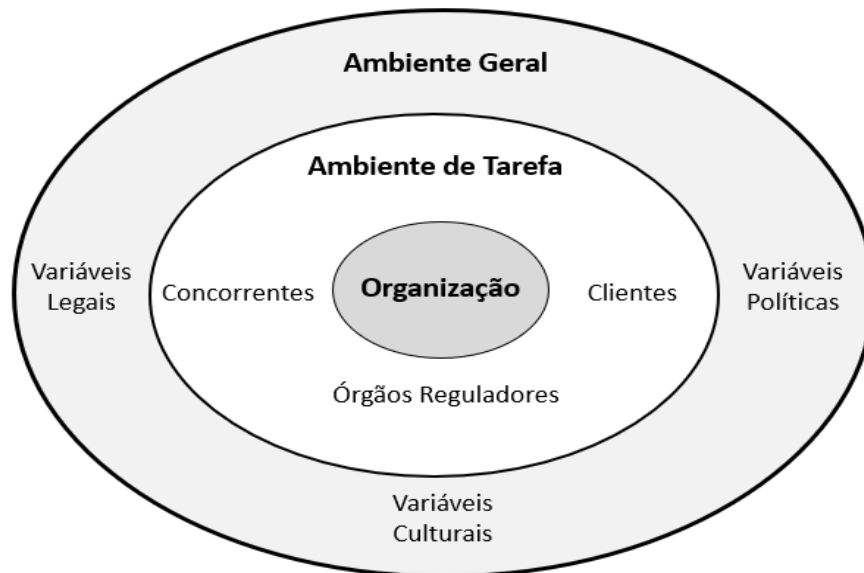 Ambiente Geral
Ambiente de Tarefa
Variáveis
Legais
Concorrentes
Organização
Clientes
Variáveis
Políticas
Órgãos Reguladores
Variáveis
Culturais